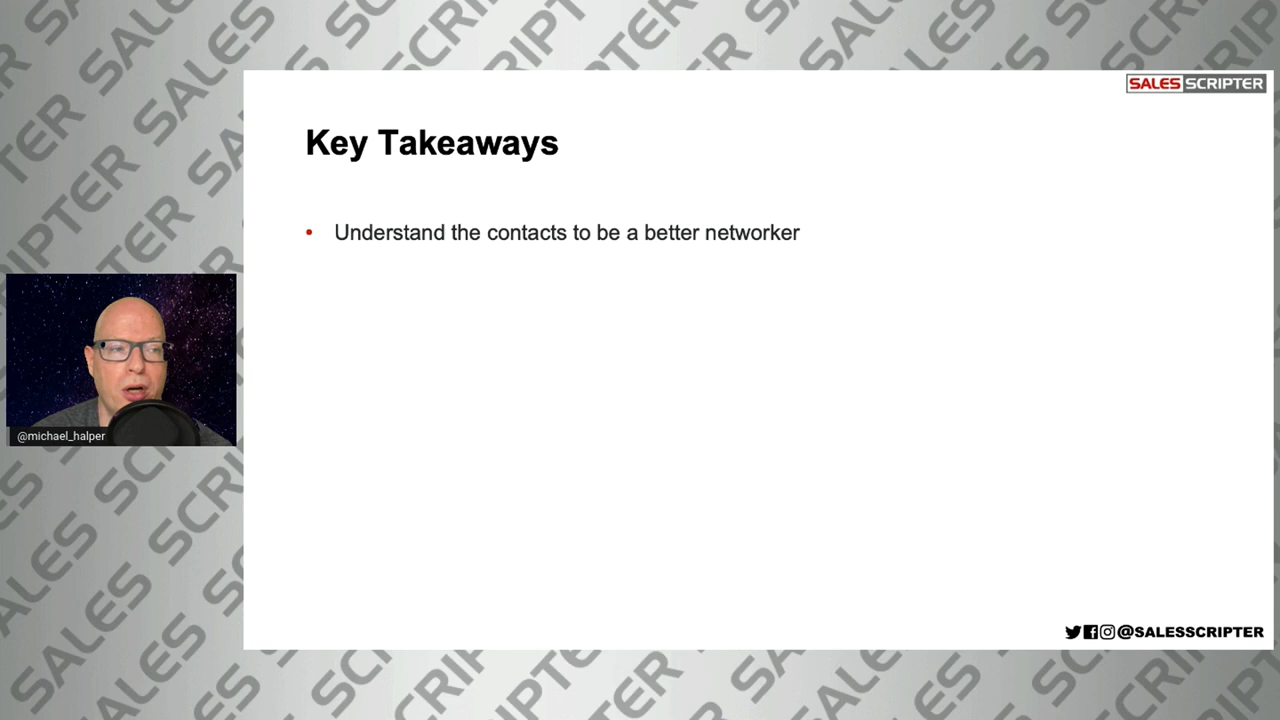 SALES SCRIPTER
Key Takeaways
• Understand the contacts to be a better networker
@michael_halper
@SALESSCRIPTER